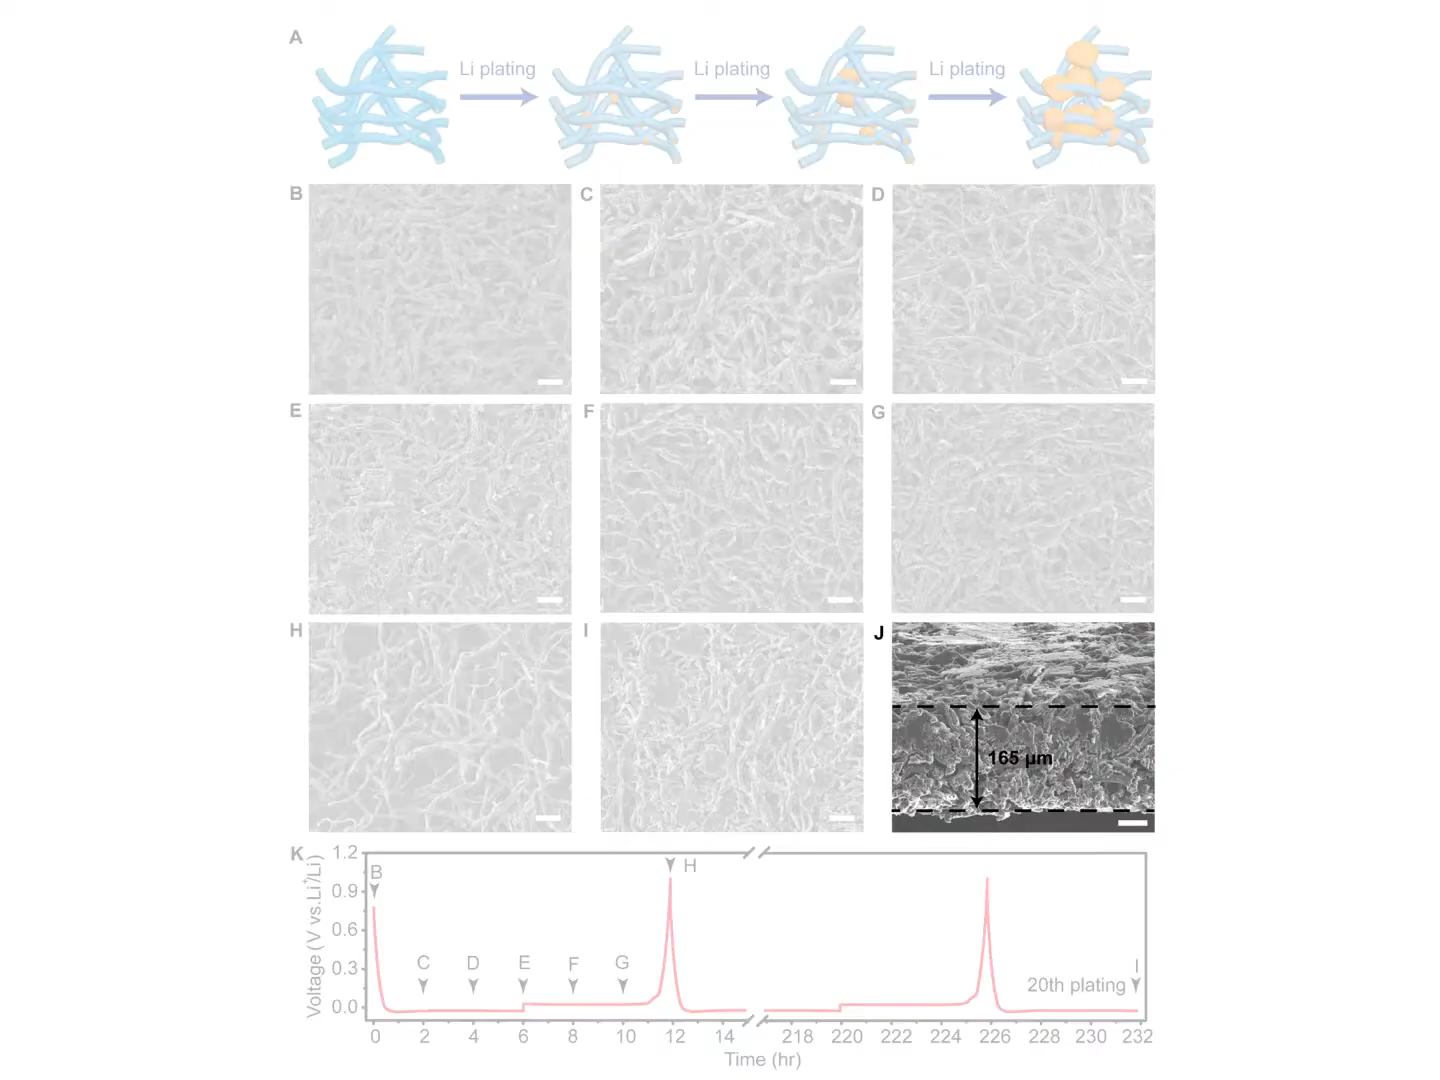 A
Li plating
Li plating
Li plating
B
C
D
E
F
G
H
I
J
165 μm
K
Voltage (V vs.Li⁺/Li)
1.2
0.9
0.6
0.3
0.0
B
C
D
E
F
G
H
20th plating
I
0 2 4 6 8 10 12 14 218 220 222 224 226 228 230 232
Time (hr)